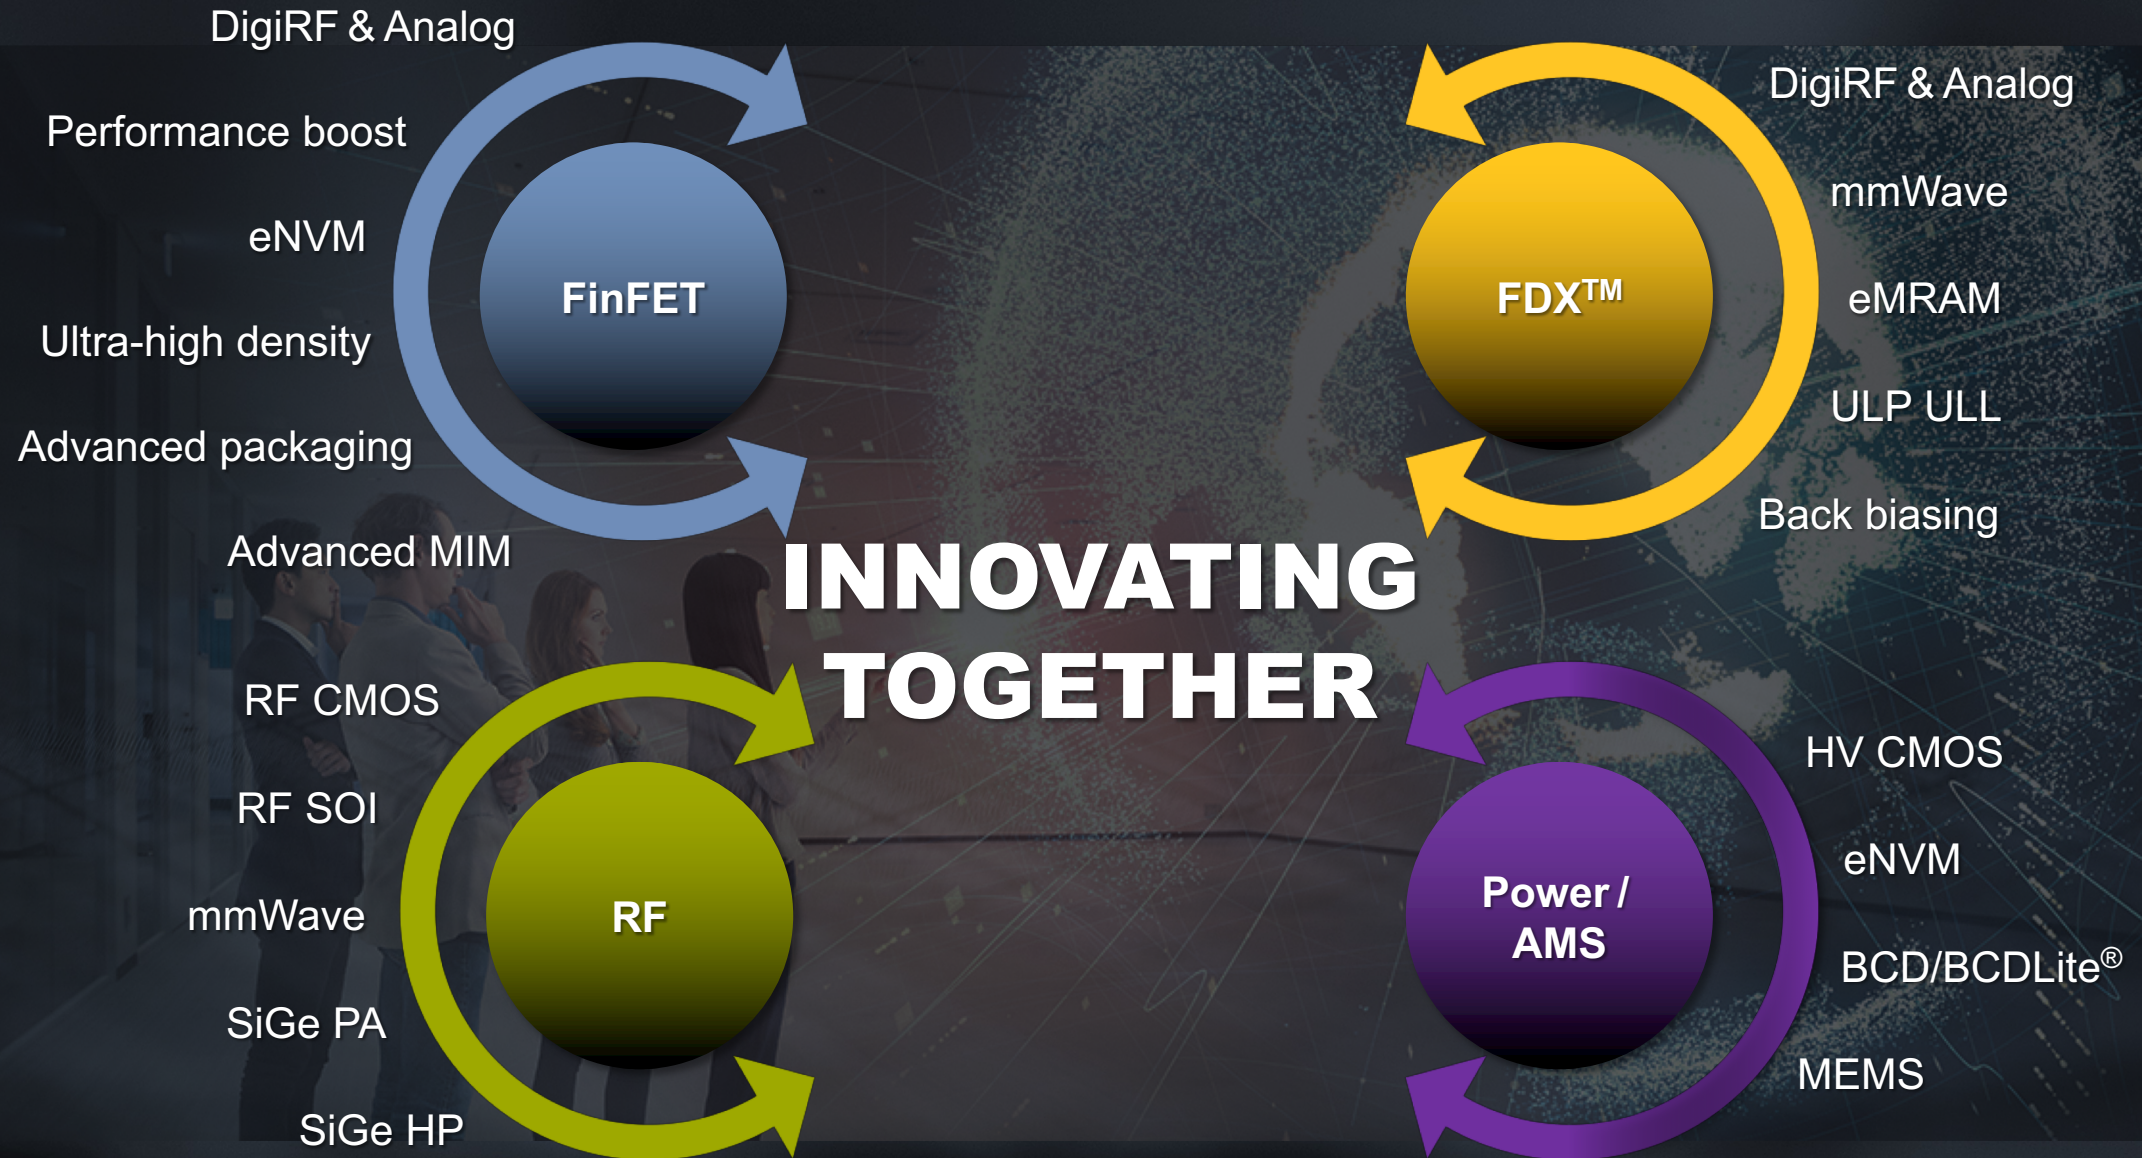 DigiRF & Analog
Performance boost
eNVM
Ultra-high density
Advanced packaging
Advanced MIM
FinFET
FDX™
DigiRF & Analog
mmWave
eMRAM
ULP ULL
Back biasing
INNOVATING
TOGETHER
RF CMOS
RF SOI
mmWave
SiGe PA
SiGe HP
RF
Power /
AMS
HV CMOS
eNVM
BCD/BCDLite®
MEMS